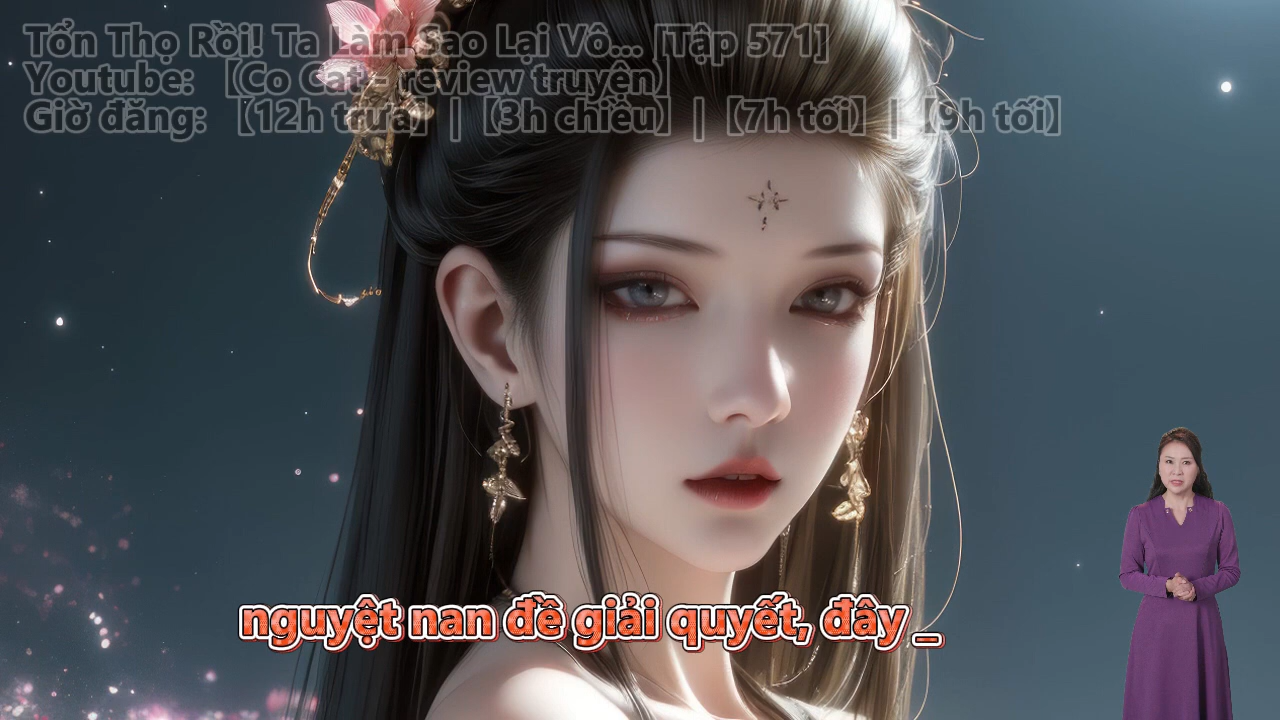 Tổn Thọ Rồi! Ta Làm Sao Lại Vô... [Tập 571]
Youtube: 【Co Cat - review truyện】
Giờ đăng: 【12h trưa】 | 【3h chiều】 | 【7h tối】 | 【9h tối】
nguyệt nan đề giải quyết, đây _